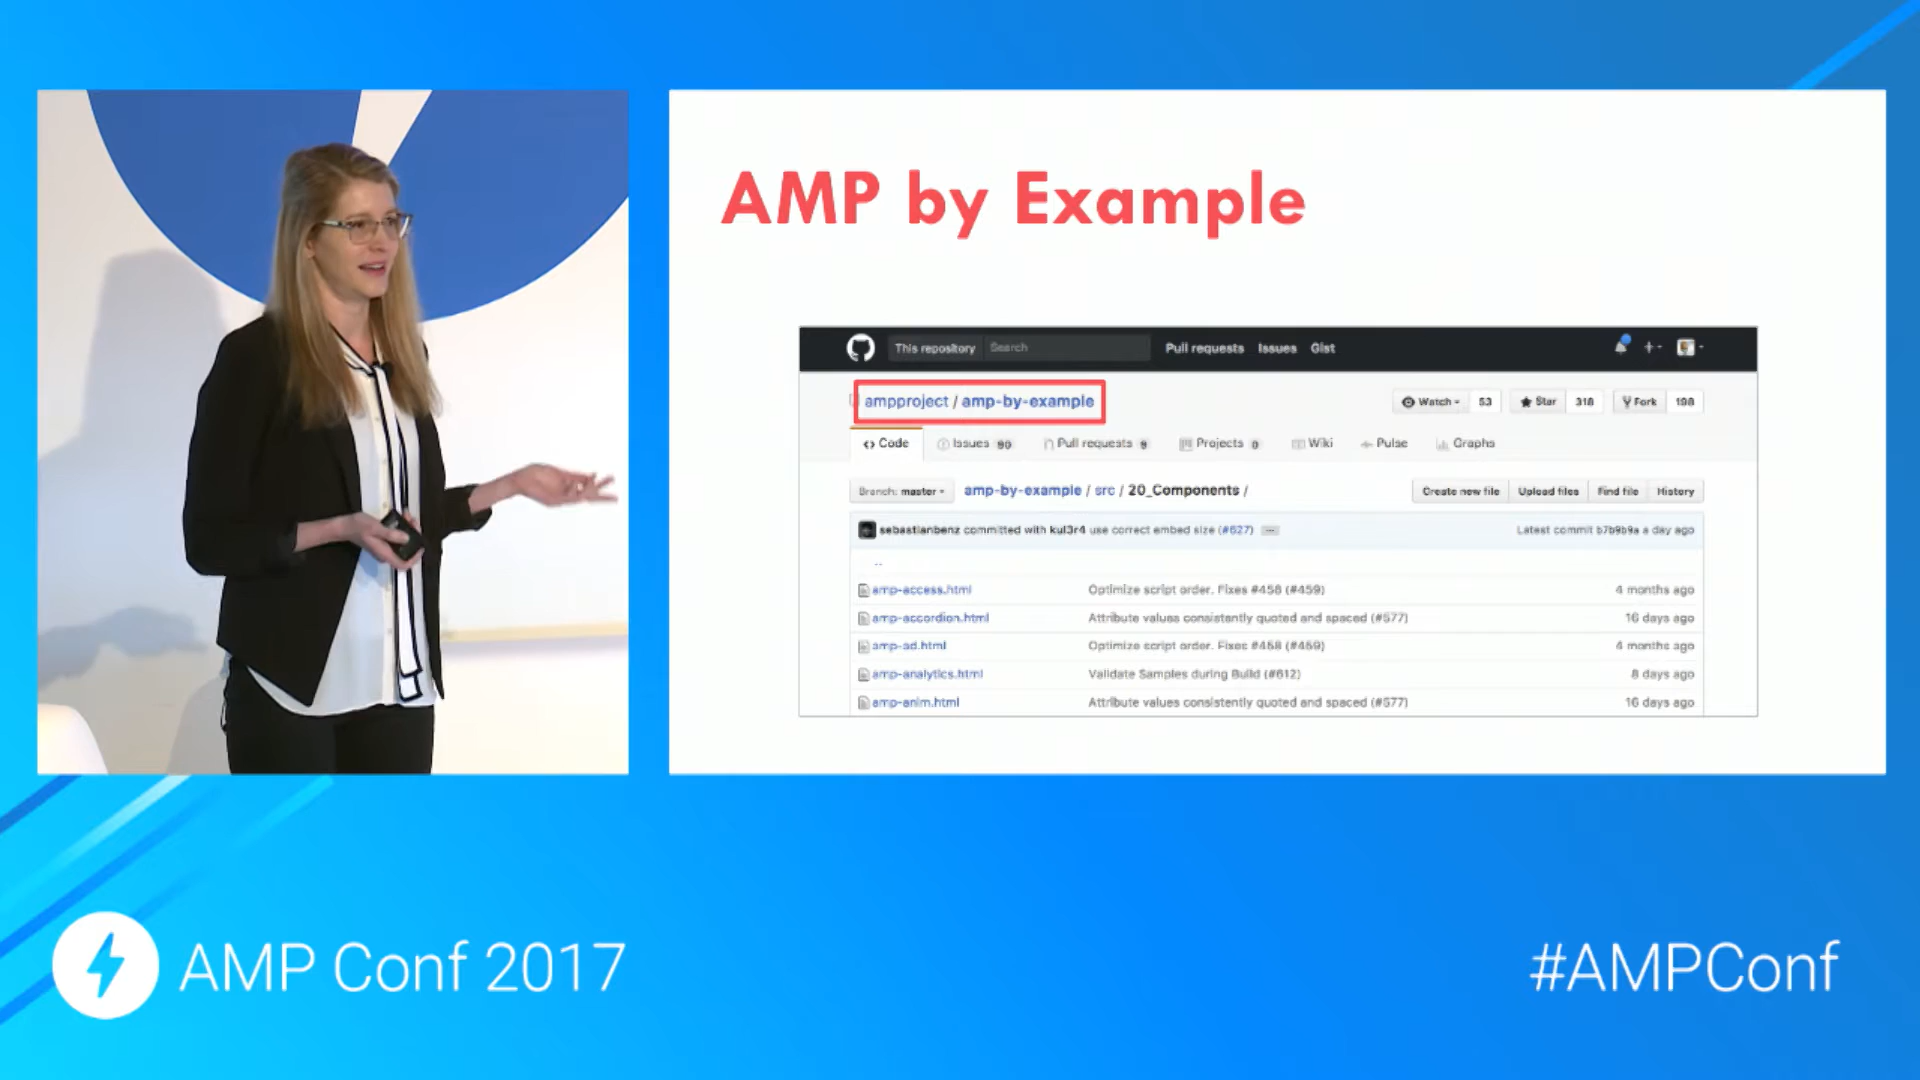 AMP by Example
This repository Search Pull requests Issues Gist
ampproject / amp-by-example
Watch 53 Star 318 Fork 198
Code Issues 90 Pull requests 9 Projects 0 Wiki Pulse Graphs
Branch: master amp-by-example / src / 20_Components / Create new file Upload files Find file History
sebastianbenz committed with kul3r4 use correct embed size (#627) Latest commit b7b9b9a a day ago
..
amp-access.html Optimize script order. Fixes #458 (#459) 4 months ago
amp-accordion.html Attribute values consistently quoted and spaced (#577) 16 days ago
amp-ad.html Optimize script order. Fixes #458 (#459) 4 months ago
amp-analytics.html Validate Samples during Build (#612) 8 days ago
amp-anim.html Attribute values consistently quoted and spaced (#577) 16 days ago
AMP Conf 2017
#AMPConf